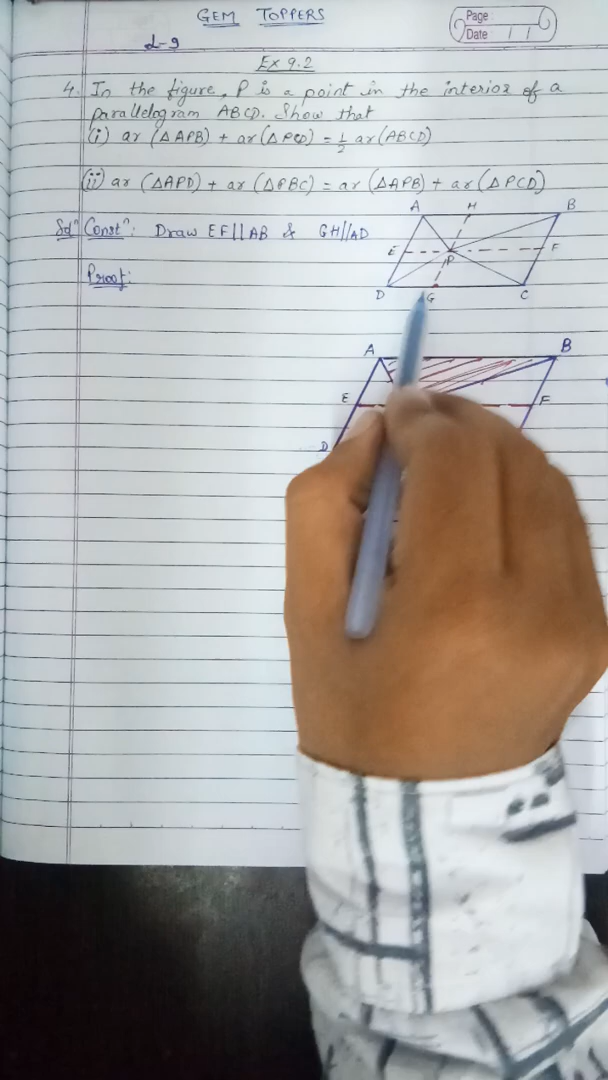 GEM TOPPERS
Page
Date / /
L-9
Ex 9.2
4. In the figure, P is a point in the interior of a
parallelogram ABCD. Show that
(i) ar (△APB) + ar (△PCD) = 1/2 ar (ABCD)
(ii) ar (△APD) + ar (△PBC) = ar (△APB) + ar (△PCD)
A H B
Solⁿ Constⁿ: Draw EF||AB & GH||AD
E P F
Proof:
D G C
A B
E F
D